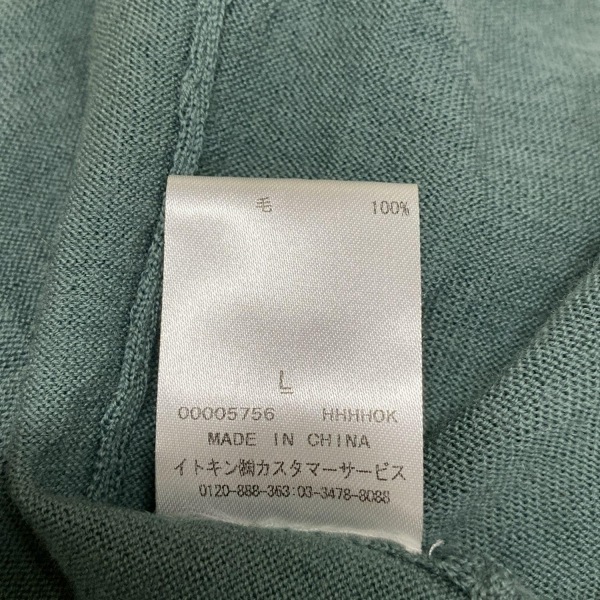 毛 100%
L
00005756 HHHHOK
MADE IN CHINA
イトキン㈱カスタマーサービス
0120-888-363:03-3478-8088